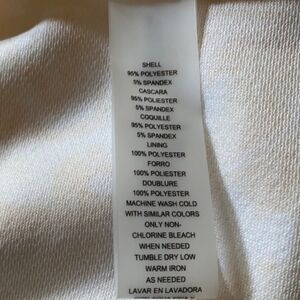 SHELL
95% POLYESTER
5% SPANDEX
CASCARA
95% POLYESTER
5% SPANDEX
COQUILLE
95% POLYESTER
5% SPANDEX
LINING
100% POLYESTER
FORRO
100% POLYESTER
DOUBLURE
100% POLYESTER
MACHINE WASH COLD
WITH SIMILAR COLORS
ONLY NON-
CHLORINE BLEACH
WHEN NEEDED
TUMBLE DRY LOW
WARM IRON
AS NEEDED
LAVAR EN LAVADORA